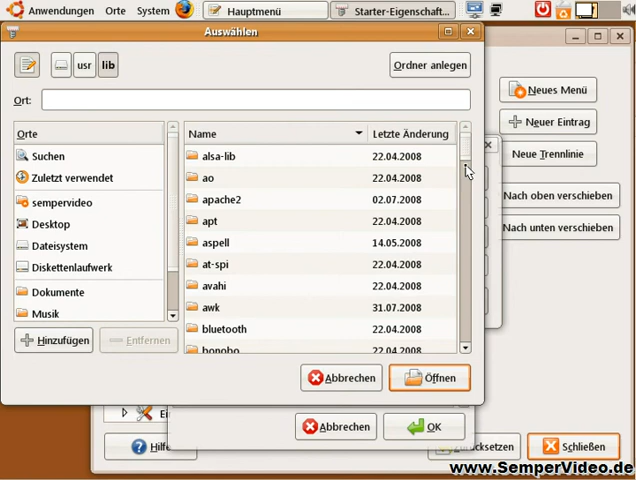 Anwendungen Orte System Hauptmenü Starter-Eigenschaft...
Auswählen
usr lib Ordner anlegen
Ort:
Orte
Suchen
Zuletzt verwendet
sempervideo
Desktop
Dateisystem
Diskettenlaufwerk
Dokumente
Musik
Hinzufügen Entfernen
Name Letzte Änderung
alsa-lib 22.04.2008
ao 22.04.2008
apache2 02.07.2008
apt 22.04.2008
aspell 14.05.2008
at-spi 22.04.2008
avahi 22.04.2008
awk 31.07.2008
bluetooth 22.04.2008
bonobo 22.04.2008
Abbrechen Öffnen
Neues Menü
Neuer Eintrag
Neue Trennlinie
Nach oben verschieben
Nach unten verschieben
Abbrechen OK
Hilfe Schließen
www.SemperVideo.de